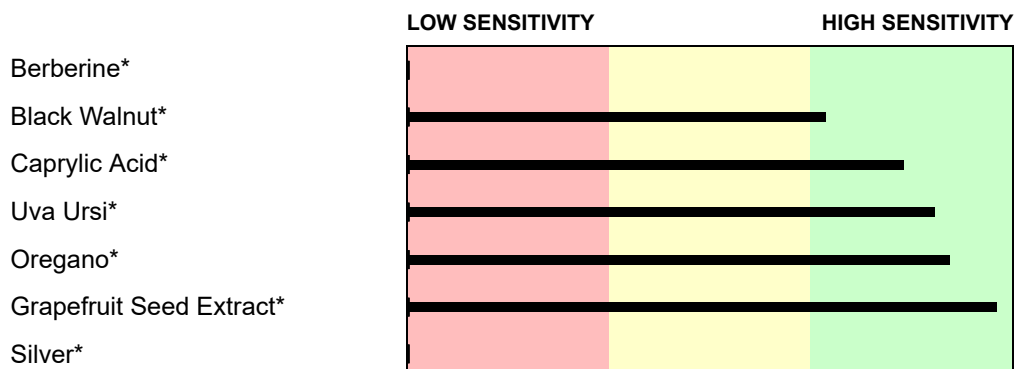 LOW SENSITIVITY HIGH SENSITIVITY
Berberine*
Black Walnut*
Caprylic Acid*
Uva Ursi*
Oregano*
Grapefruit Seed Extract*
Silver*